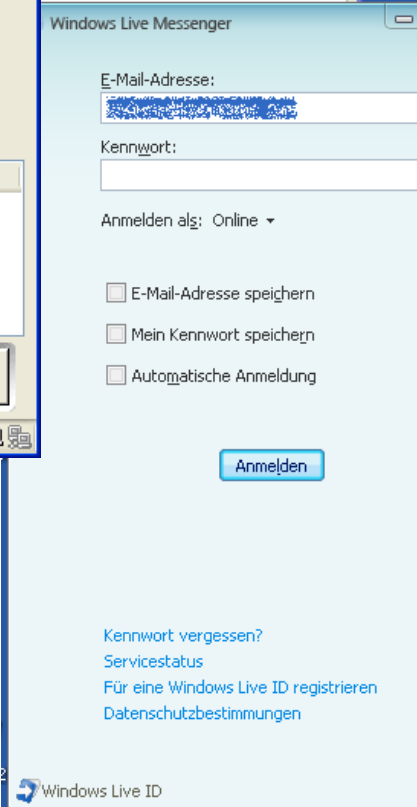 Windows Live Messenger
E-Mail-Adresse:
Kennwort:
Anmelden als: Online
E-Mail-Adresse speichern
Mein Kennwort speichern
Automatische Anmeldung
Anmelden
Kennwort vergessen?
Servicestatus
Für eine Windows Live ID registrieren
Datenschutzbestimmungen
Windows Live ID